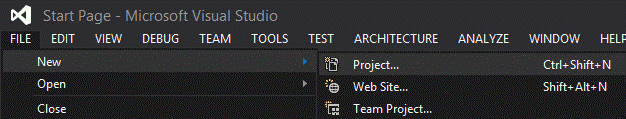 Start Page - Microsoft Visual Studio
FILE EDIT VIEW DEBUG TEAM TOOLS TEST ARCHITECTURE ANALYZE WINDOW HELP
New Project... Ctrl+Shift+N
Open Web Site... Shift+Alt+N
Close Team Project...